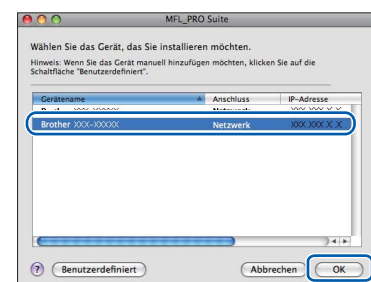 MFL_PRO Suite
Wählen Sie das Gerät, das Sie installieren möchten.
Hinweis: Wenn Sie das Gerät manuell hinzufügen möchten, klicken Sie auf die
Schaltfläche "Benutzerdefiniert".
Gerätename Anschluss IP-Adresse
Brother XXX-XXXXX Netzwerk XXX.XXX.X.X
? Benutzerdefiniert Abbrechen OK